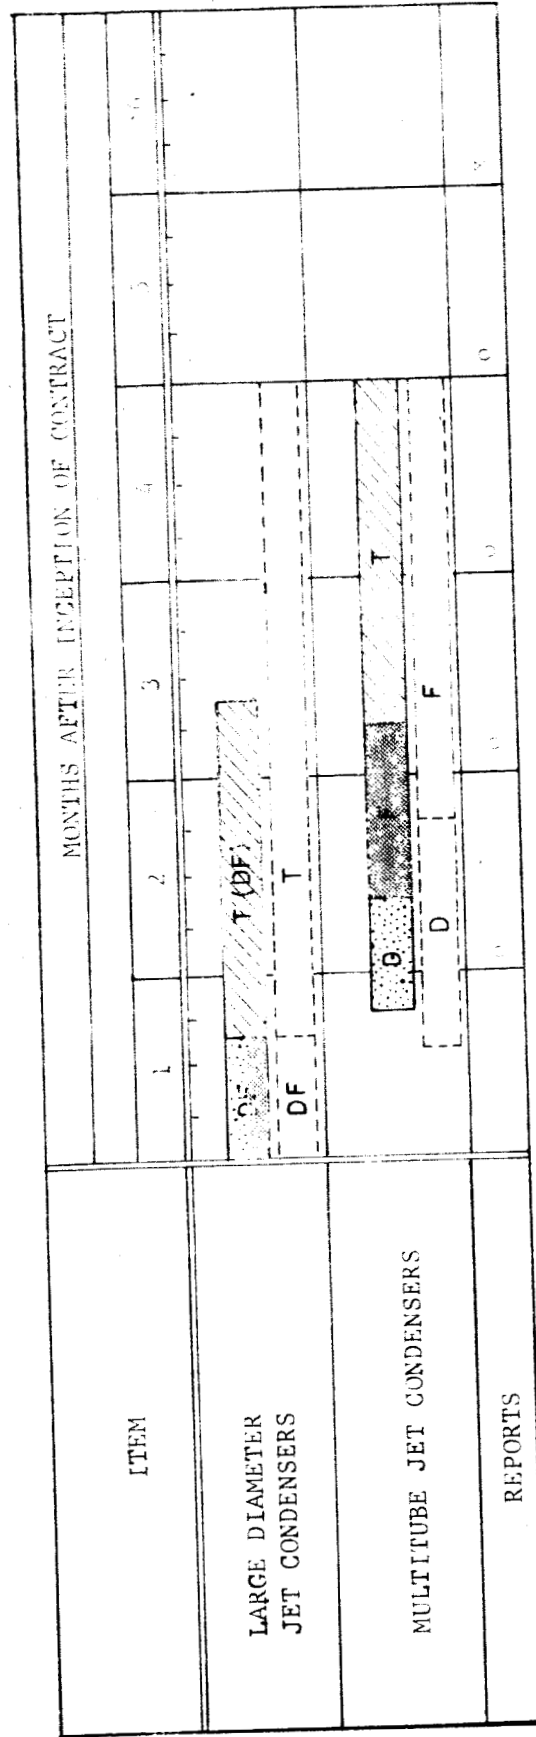 MONTHS AFTER INCEPTION OF CONTRACT
ITEM
1 2 3 4 5 6
LARGE DIAMETER
JET CONDENSERS
DF T (DF)
DF T
MULTITUBE JET CONDENSERS
D F T
D F
REPORTS
O O O O